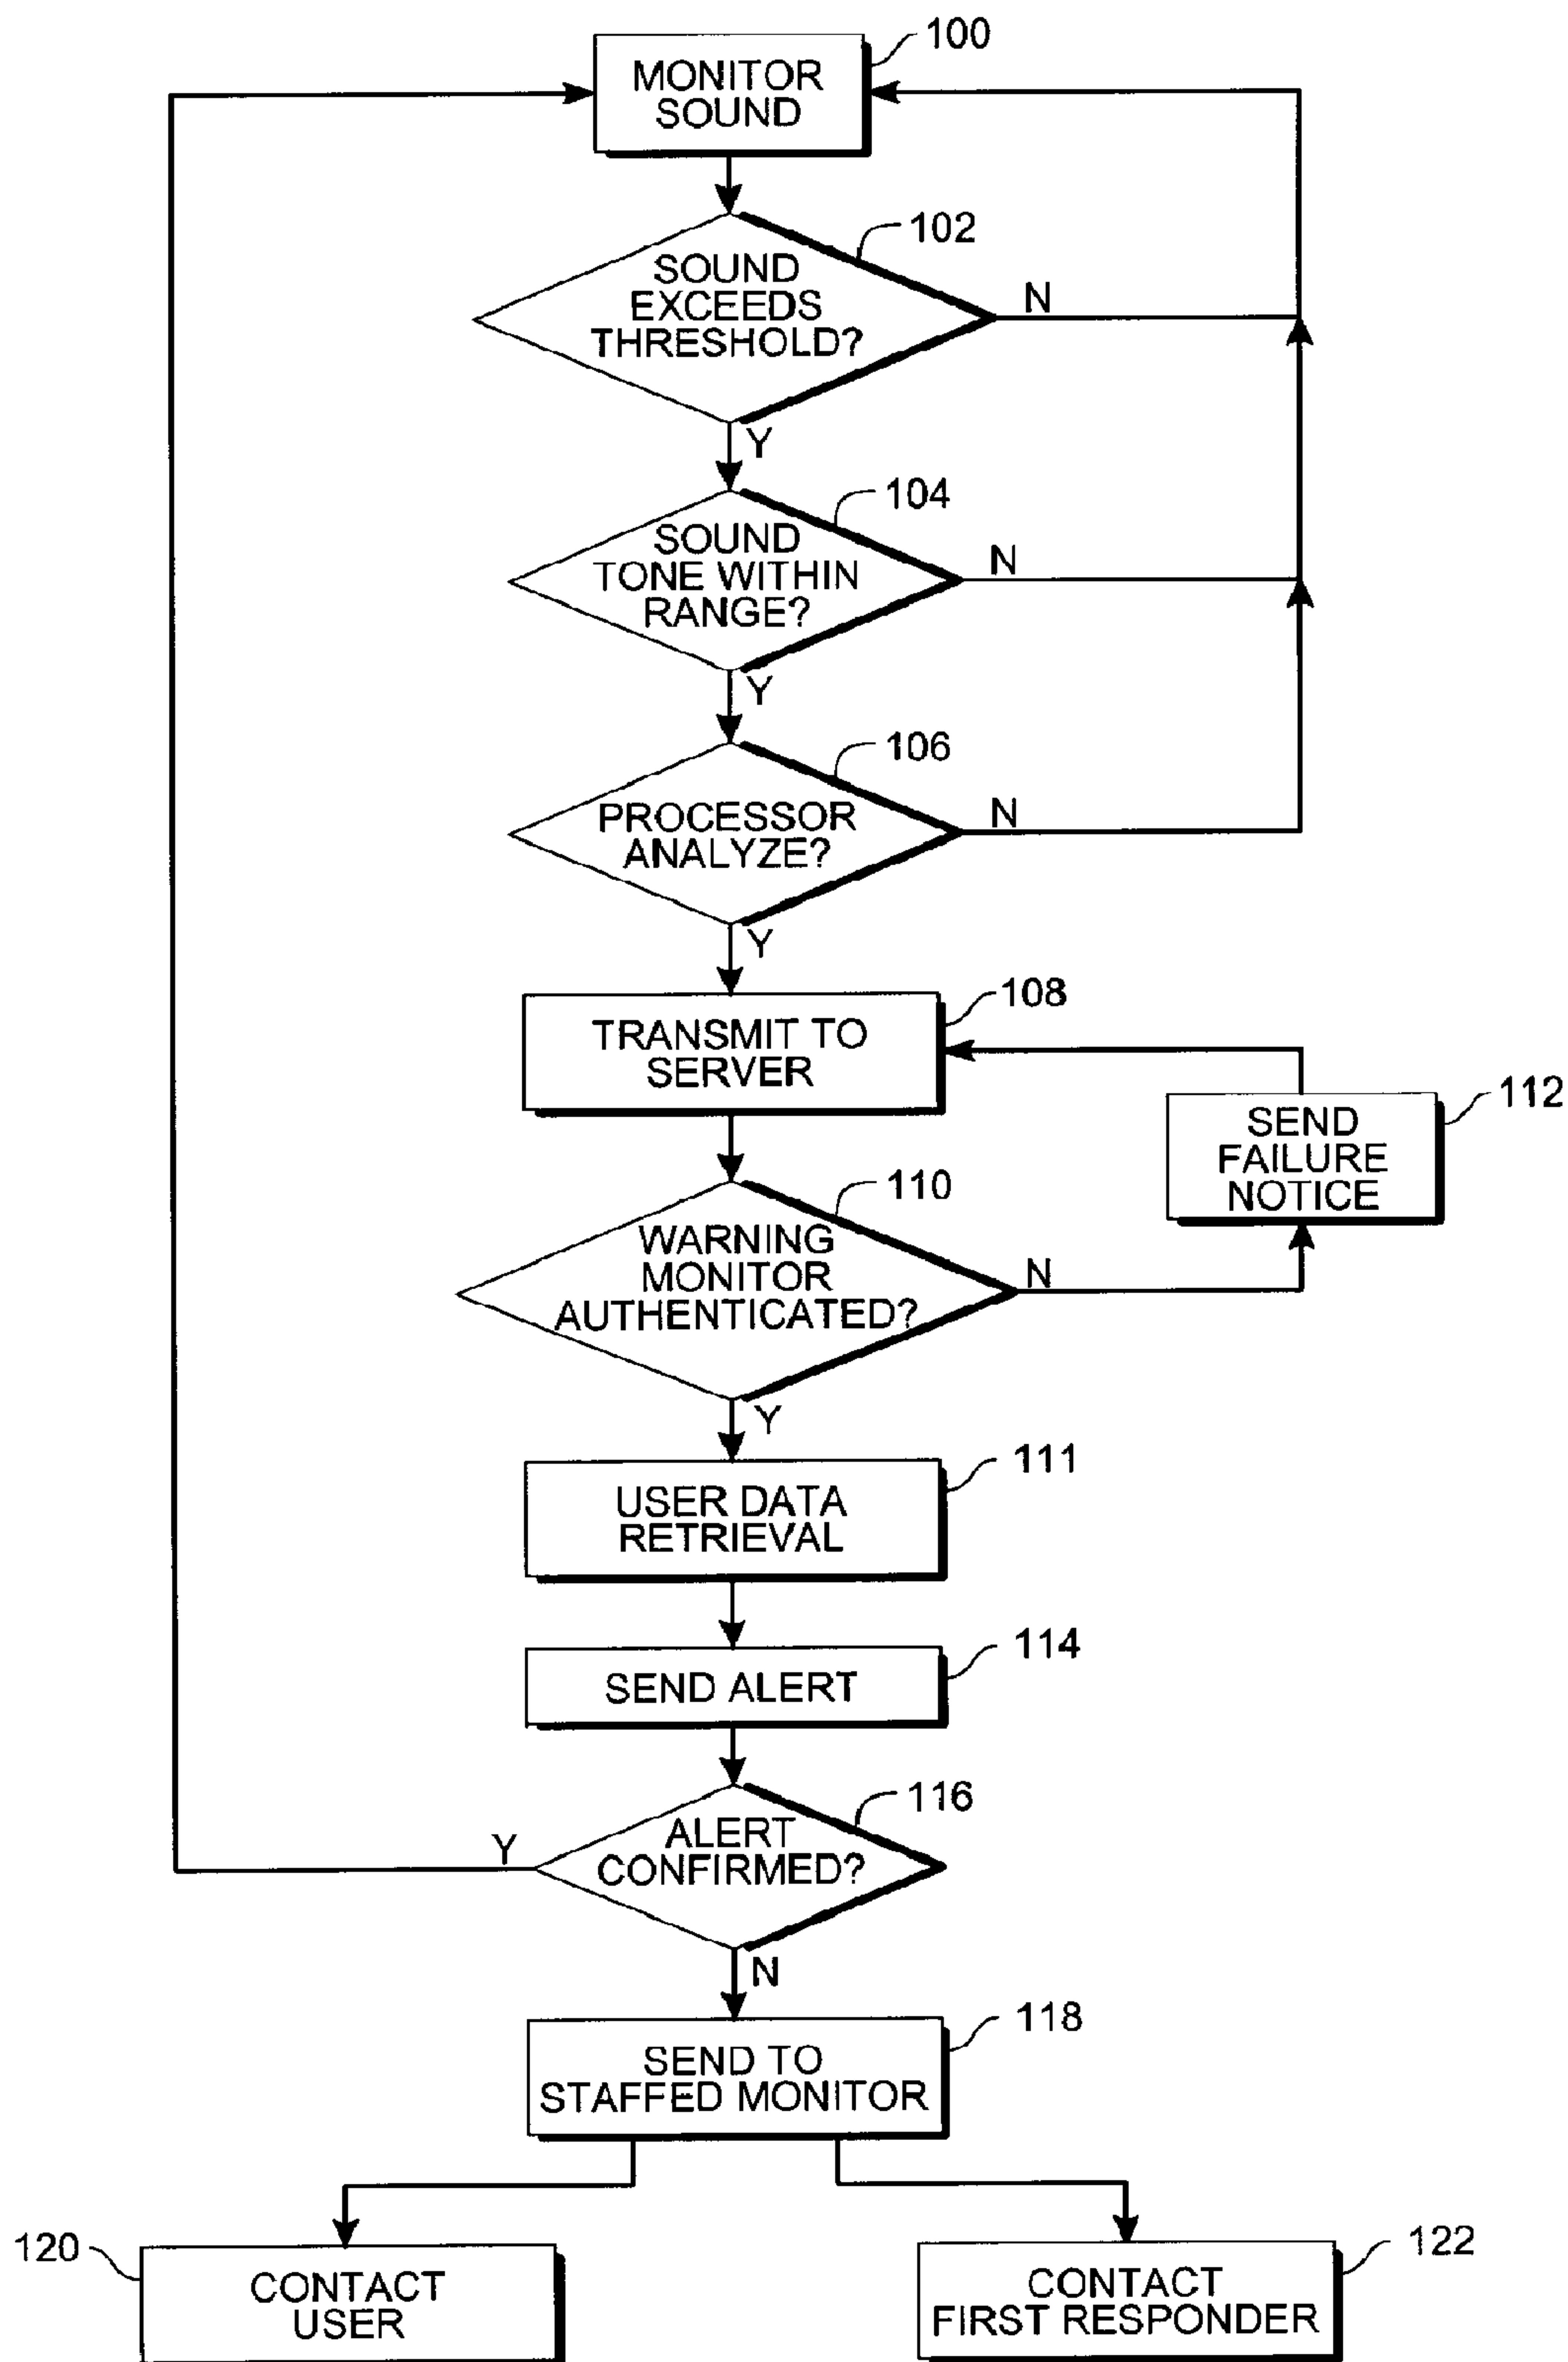 100
MONITOR
SOUND
102
SOUND
EXCEEDS
THRESHOLD?
N
Y
104
SOUND
TONE WITHIN
RANGE?
N
Y
106
PROCESSOR
ANALYZE?
N
Y
108
TRANSMIT TO
SERVER
112
SEND
FAILURE
NOTICE
110
WARNING
MONITOR
AUTHENTICATED?
N
Y
111
USER DATA
RETRIEVAL
114
SEND ALERT
116
ALERT
CONFIRMED?
Y
N
118
SEND TO
STAFFED MONITOR
120
CONTACT
USER
122
CONTACT
FIRST RESPONDER